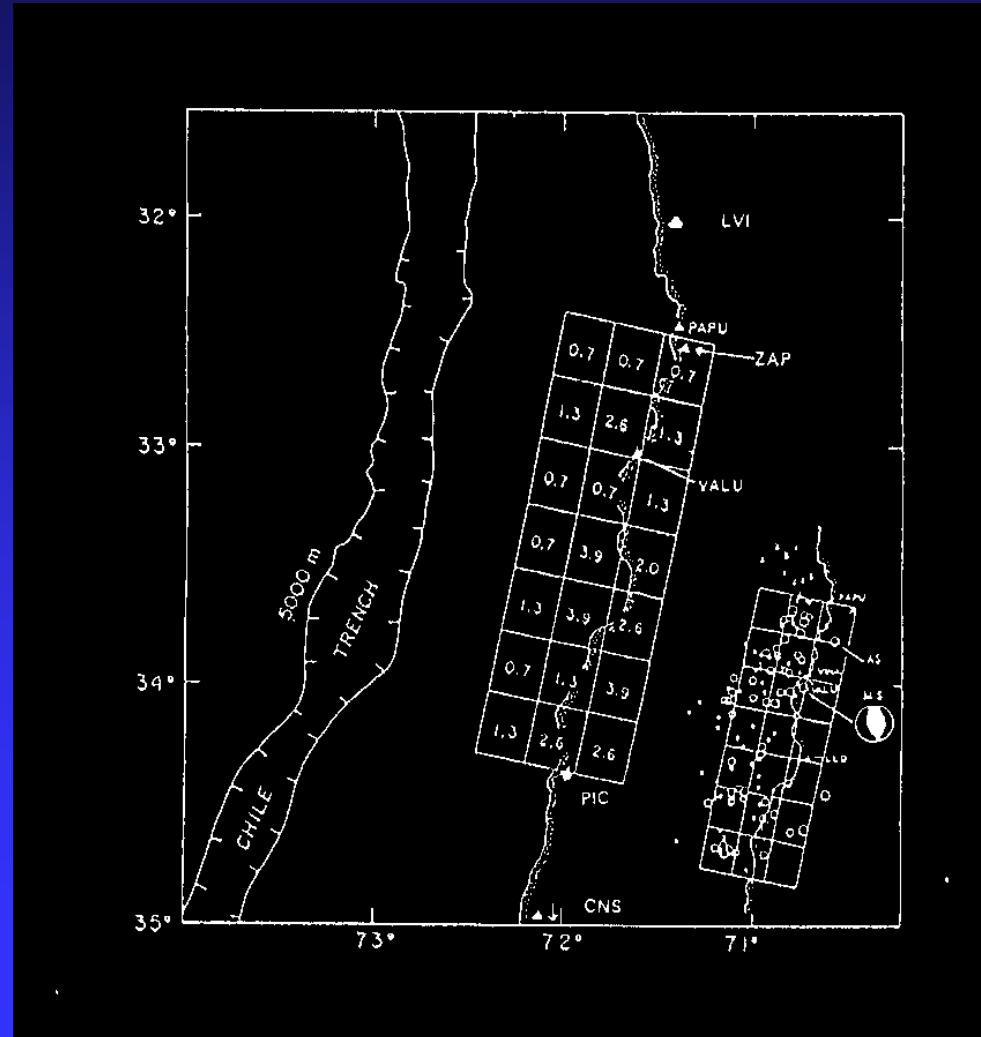 32°
LVI
PAPU
ZAP
0.7 0.7 0.7
1.3 2.6 1.3
33°
VALU
0.7 0.7 1.3
0.7 3.9 2.0
5000 m
TRENCH
1.3 3.9 2.6
PAPU
AS
34°
0.7 1.3 3.9
MS
1.3 2.6 2.6
PIC
CHILE
CNS
35°
73° 72° 71°